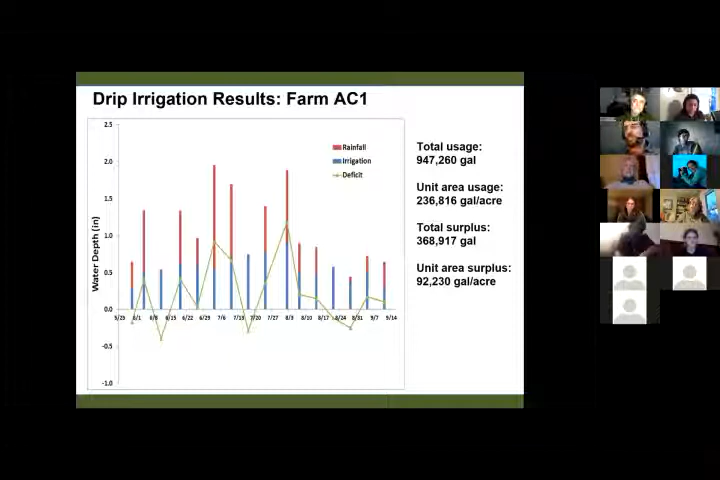 Drip Irrigation Results: Farm AC1
2.5
2.0
1.5
1.0
0.5
0.0
-0.5
-1.0
Water Depth (in)
Rainfall
Irrigation
Deficit
5/25 6/1 6/8 6/15 6/22 6/29 7/6 7/13 7/20 7/27 8/3 8/10 8/17 8/24 8/31 9/7 9/14
Total usage:
947,260 gal
Unit area usage:
236,816 gal/acre
Total surplus:
368,917 gal
Unit area surplus:
92,230 gal/acre